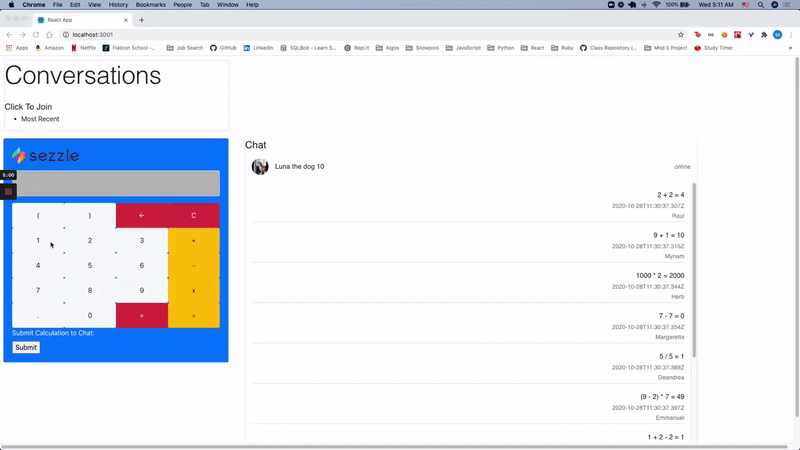 Chrome File Edit View History Bookmarks People Tab Window Help
100% Wed 5:11 AM
React App
localhost:3001
Apps Amazon Netflix Flatiron School -... Job Search GitHub LinkedIn SQLBolt - Learn S... Repl.it Algos Snowpool JavaScript Python React Ruby Class Repository (... Mod 5 Project Study Timer
Conversations
Click To Join
Most Recent
sezzle
5:00
( ) ← C
1 2 3 +
4 5 6 -
7 8 9 x
. 0 = ÷
Submit Calculation to Chat:
Submit
Chat
Luna the dog 10
online
2 + 2 = 4
2020-10-28T11:30:37.307Z
Raul
9 + 1 = 10
2020-10-28T11:30:37.315Z
Myriam
1000 * 2 = 2000
2020-10-28T11:30:37.344Z
Herb
7 - 7 = 0
2020-10-28T11:30:37.354Z
Margaretta
5 / 5 = 1
2020-10-28T11:30:37.369Z
Deandrea
(9 - 2) * 7 = 49
2020-10-28T11:30:37.397Z
Emmanuel
1 + 2 - 2 = 1